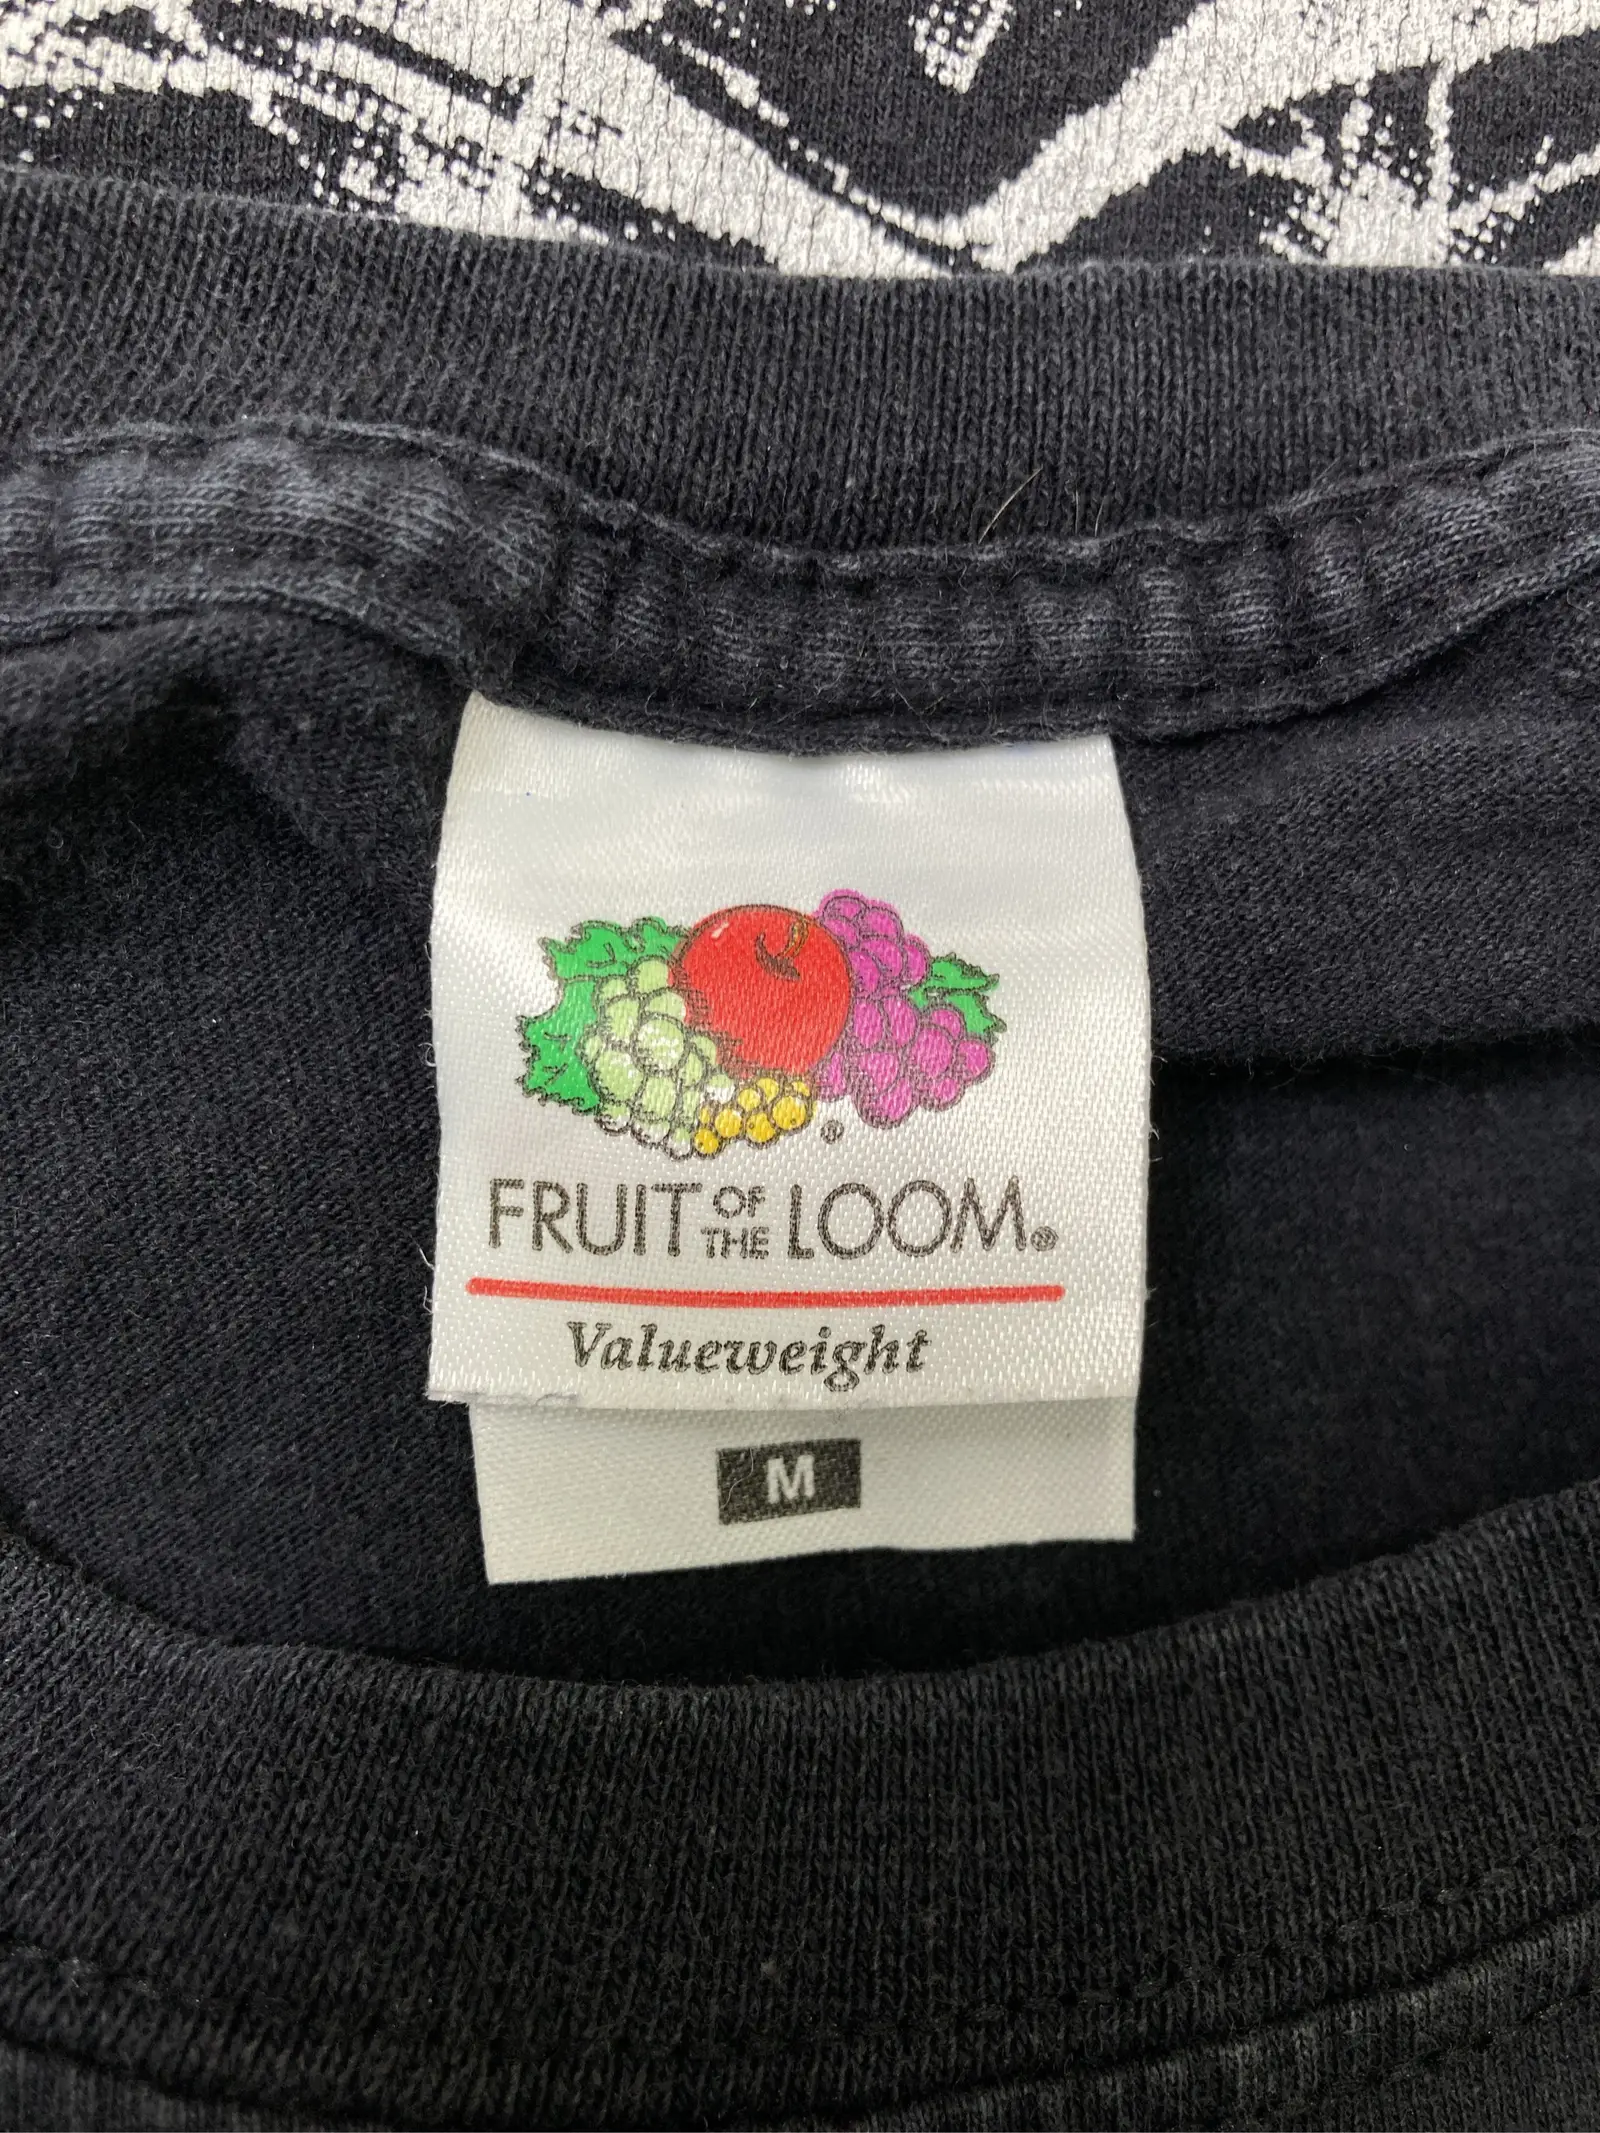 ®
FRUIT OF THE LOOM®
Valueweight
M